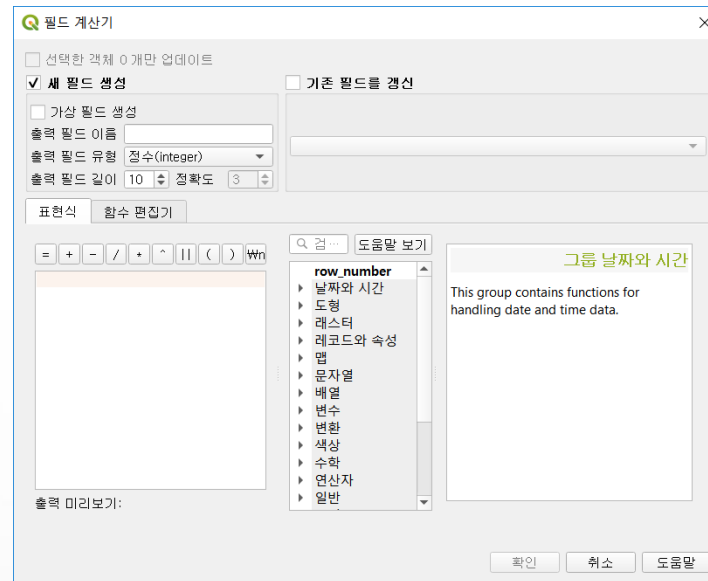 필드 계산기
선택한 객체 0개만 업데이트
새 필드 생성
기존 필드를 갱신
가상 필드 생성
출력 필드 이름
출력 필드 유형 정수(integer)
출력 필드 길이 10 정확도 3
표현식 함수 편집기
= + - / * ^ || ( ) ₩n
검… 도움말 보기
row_number
날짜와 시간
도형
래스터
레코드와 속성
맵
문자열
배열
변수
변환
색상
수학
연산자
일반
그룹 날짜와 시간
This group contains functions for
handling date and time data.
출력 미리보기:
확인 취소 도움말